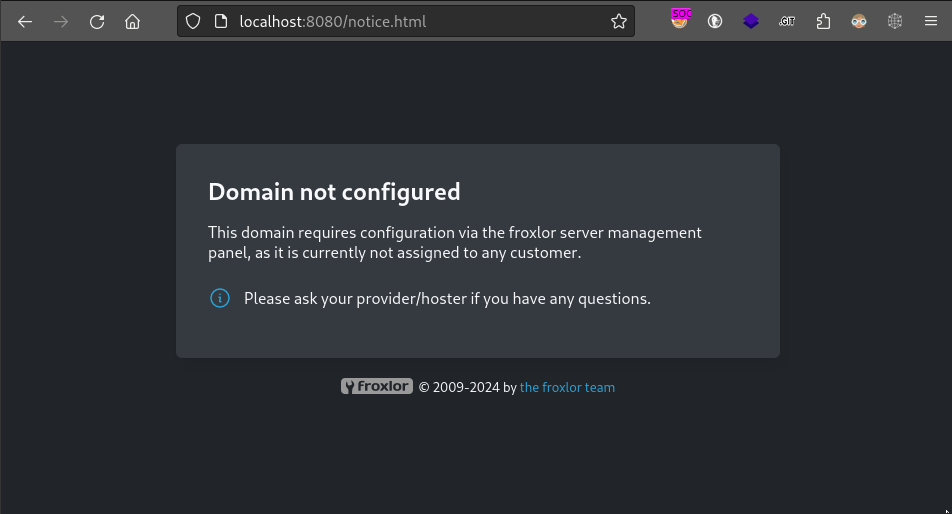 localhost:8080/notice.html
SOC
.GIT
Domain not configured
This domain requires configuration via the froxlor server management
panel, as it is currently not assigned to any customer.
Please ask your provider/hoster if you have any questions.
froxlor © 2009-2024 by the froxlor team